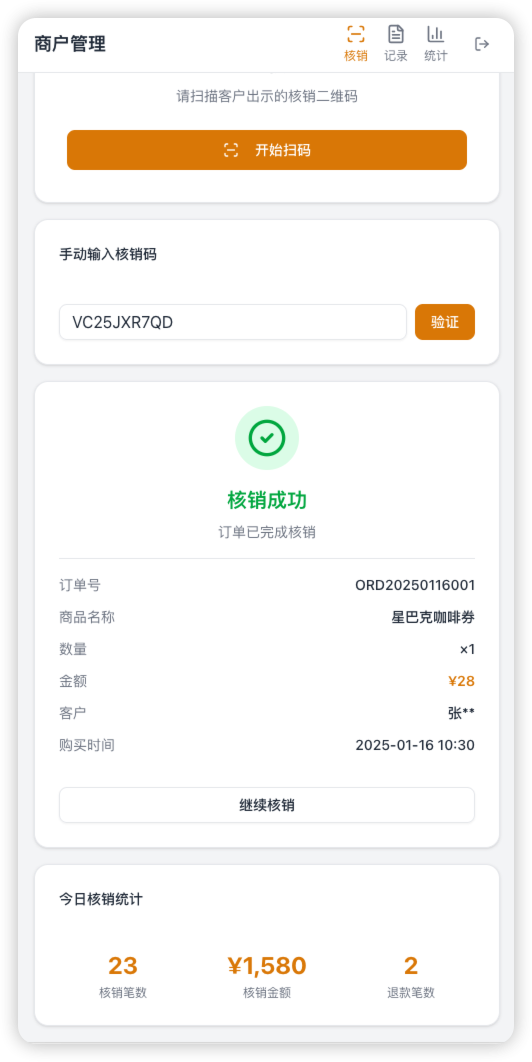 商户管理
核销
记录
统计
请扫描客户出示的核销二维码
开始扫码
手动输入核销码
VC25JXR7QD
验证
核销成功
订单已完成核销
订单号 ORD20250116001
商品名称 星巴克咖啡券
数量 ×1
金额 ¥28
客户 张**
购买时间 2025-01-16 10:30
继续核销
今日核销统计
23 ¥1,580 2
核销笔数 核销金额 退款笔数